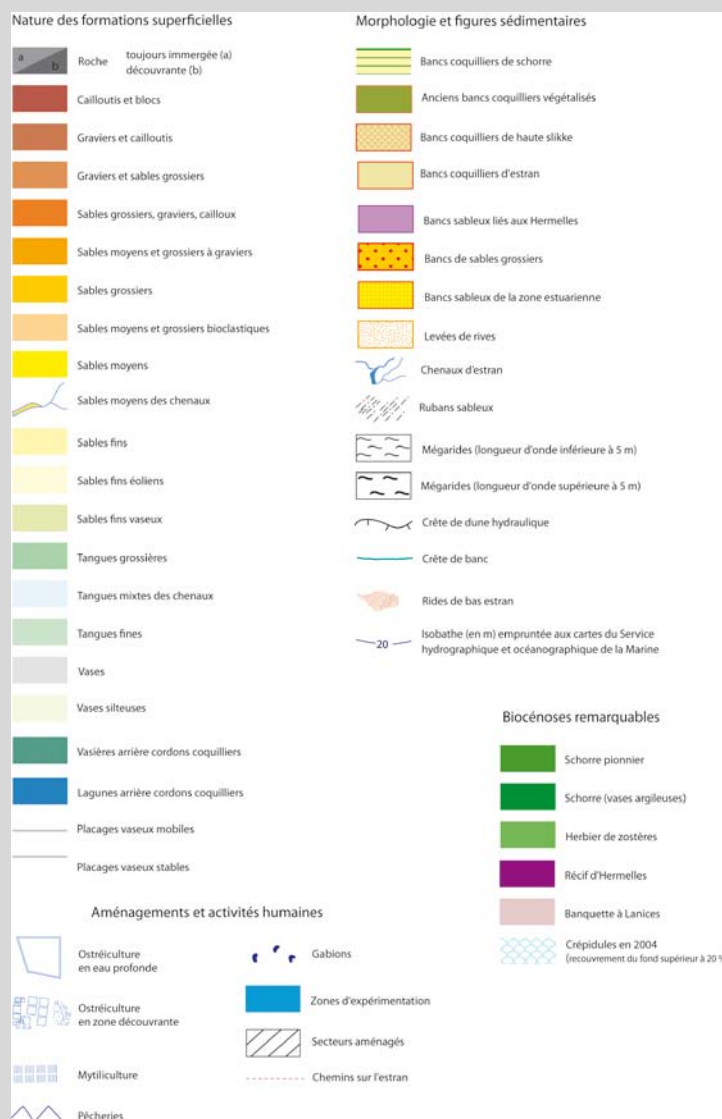 Nature des formations superficielles
a
b
Roche
toujours immergée (a)
découvrante (b)
Cailloutis et blocs
Graviers et cailloutis
Graviers et sables grossiers
Sables grossiers, graviers, cailloux
Sables moyens et grossiers à graviers
Sables grossiers
Sables moyens et grossiers bioclastiques
Sables moyens
Sables moyens des chenaux
Sables fins
Sables fins éoliens
Sables fins vaseux
Tangues grossières
Tangues mixtes des chenaux
Tangues fines
Vases
Vases silteuses
Vasières arrière cordons coquilliers
Lagunes arrière cordons coquilliers
Placages vaseux mobiles
Placages vaseux stables
Morphologie et figures sédimentaires
Bancs coquilliers de schorre
Anciens bancs coquilliers végétalisés
Bancs coquilliers de haute slikke
Bancs coquilliers d'estran
Bancs sableux liés aux Hermelles
Bancs de sables grossiers
Bancs sableux de la zone estuarienne
Levées de rives
Chenaux d'estran
Rubans sableux
Mégarides (longueur d'onde inférieure à 5 m)
Mégarides (longueur d'onde supérieure à 5 m)
Crête de dune hydraulique
Crête de banc
Rides de bas estran
20
Isobathe (en m) empruntée aux cartes du Service
hydrographique et océanographique de la Marine
Biocénoses remarquables
Schorre pionnier
Schorre (vases argileuses)
Herbier de zostères
Récif d'Hermelles
Banquette à Lanices
Crépidules en 2004
(recouvrement du fond supérieur à 20 %
Aménagements et activités humaines
Ostréiculture
en eau profonde
Ostréiculture
en zone découvrante
Mytiliculture
Pêcheries
Gabions
Zones d'expérimentation
Secteurs aménagés
Chemins sur l'estran